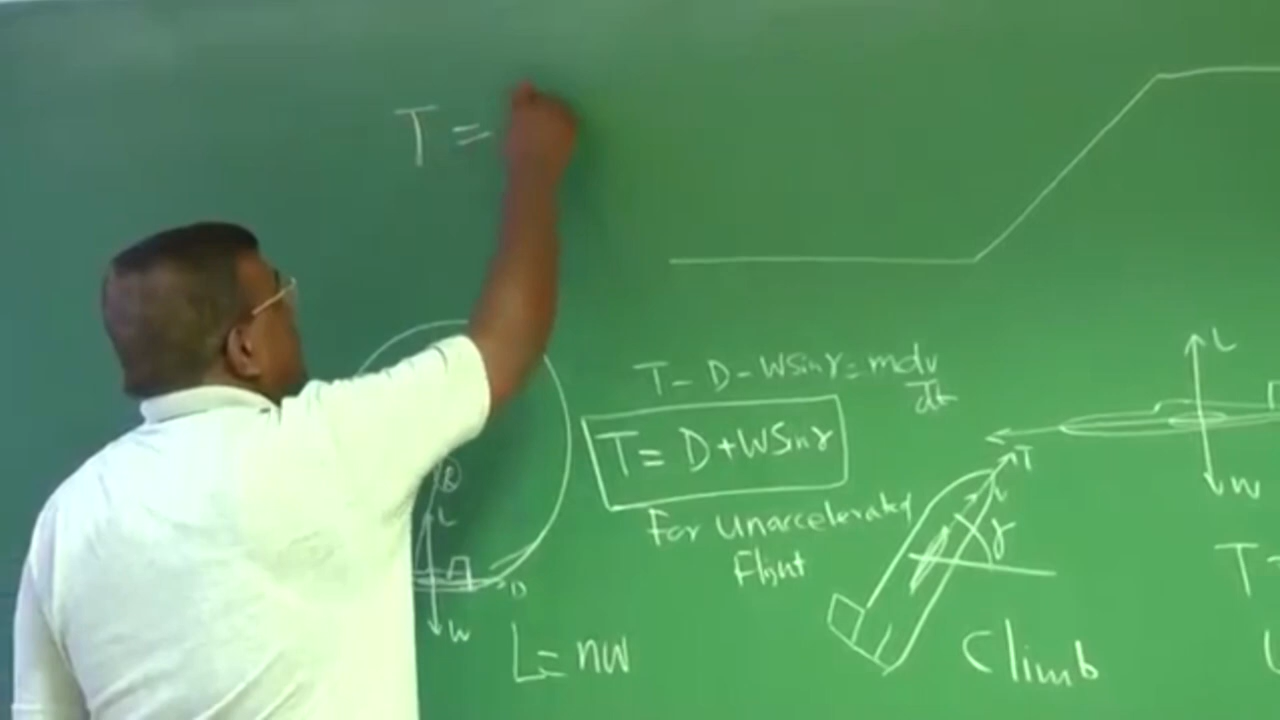 T =
T - D - W sin γ = m dv/dt
T = D + W Sin γ
For Unaccelerated
Flight
L
W
T
γ
Climb
R
L
D
W
L = nW
T =